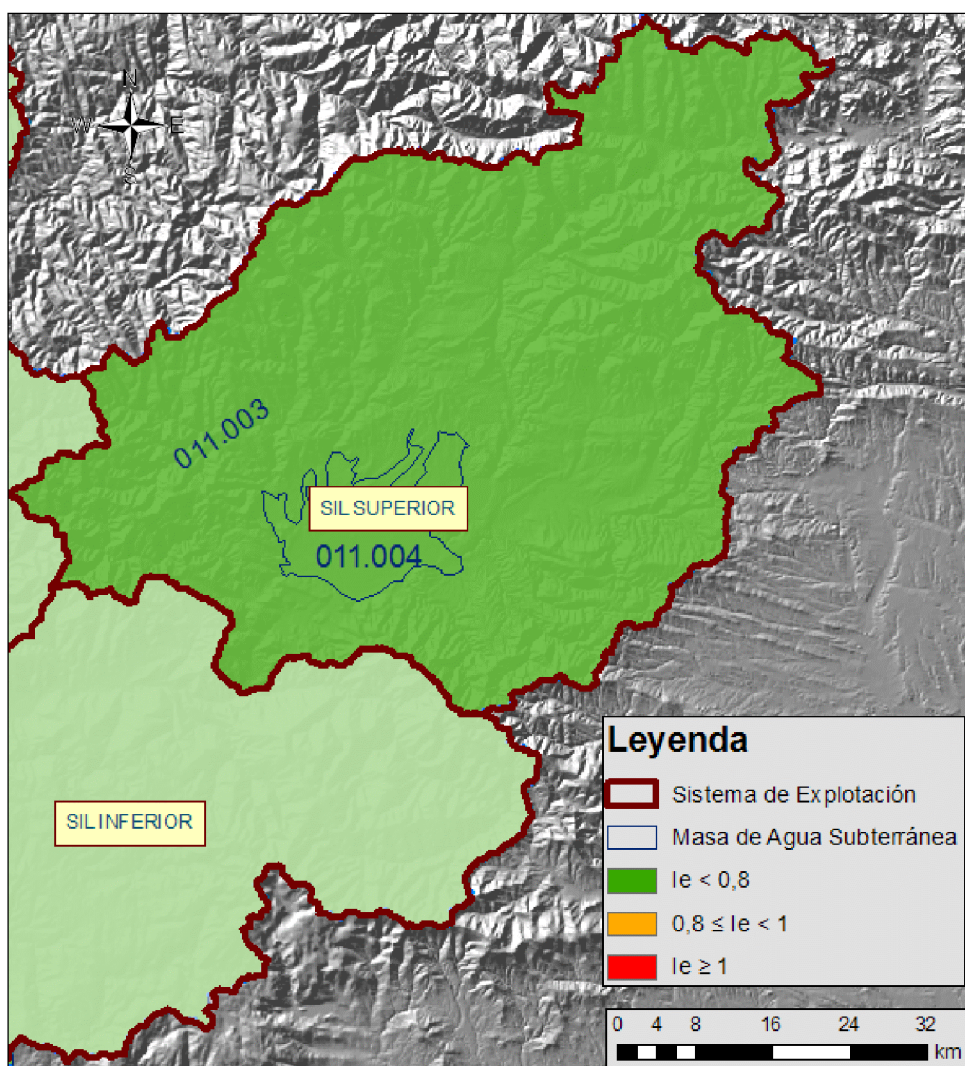 N
W E
S
011.003
SIL SUPERIOR
011.004
SIL INFERIOR
Leyenda
Sistema de Explotación
Masa de Agua Subterránea
Ie < 0,8
0,8 ≤ Ie < 1
Ie ≥ 1
0 4 8 16 24 32
km